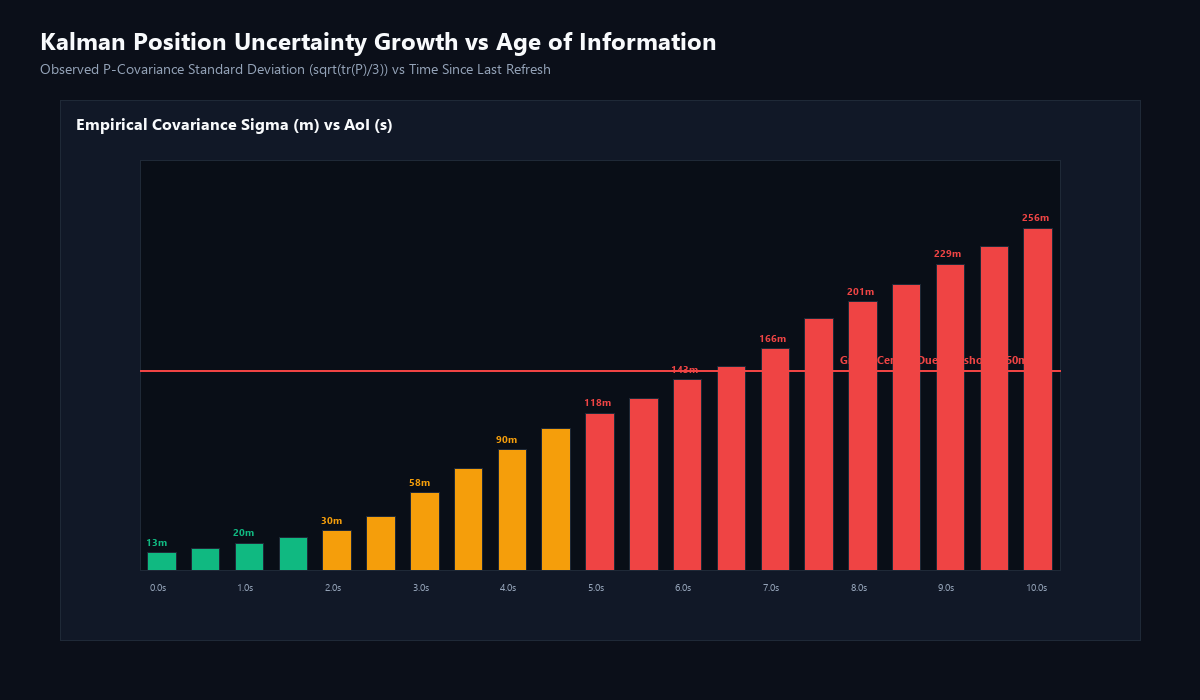 Kalman Position Uncertainty Growth vs Age of Information
Observed P-Covariance Standard Deviation (sqrt(tr(P)/3)) vs Time Since Last Refresh
Empirical Covariance Sigma (m) vs AoI (s)
256m
229m
201m
166m
143m
118m
90m
58m
30m
20m
13m
0.0s 1.0s 2.0s 3.0s 4.0s 5.0s 6.0s 7.0s 8.0s 9.0s 10.0s